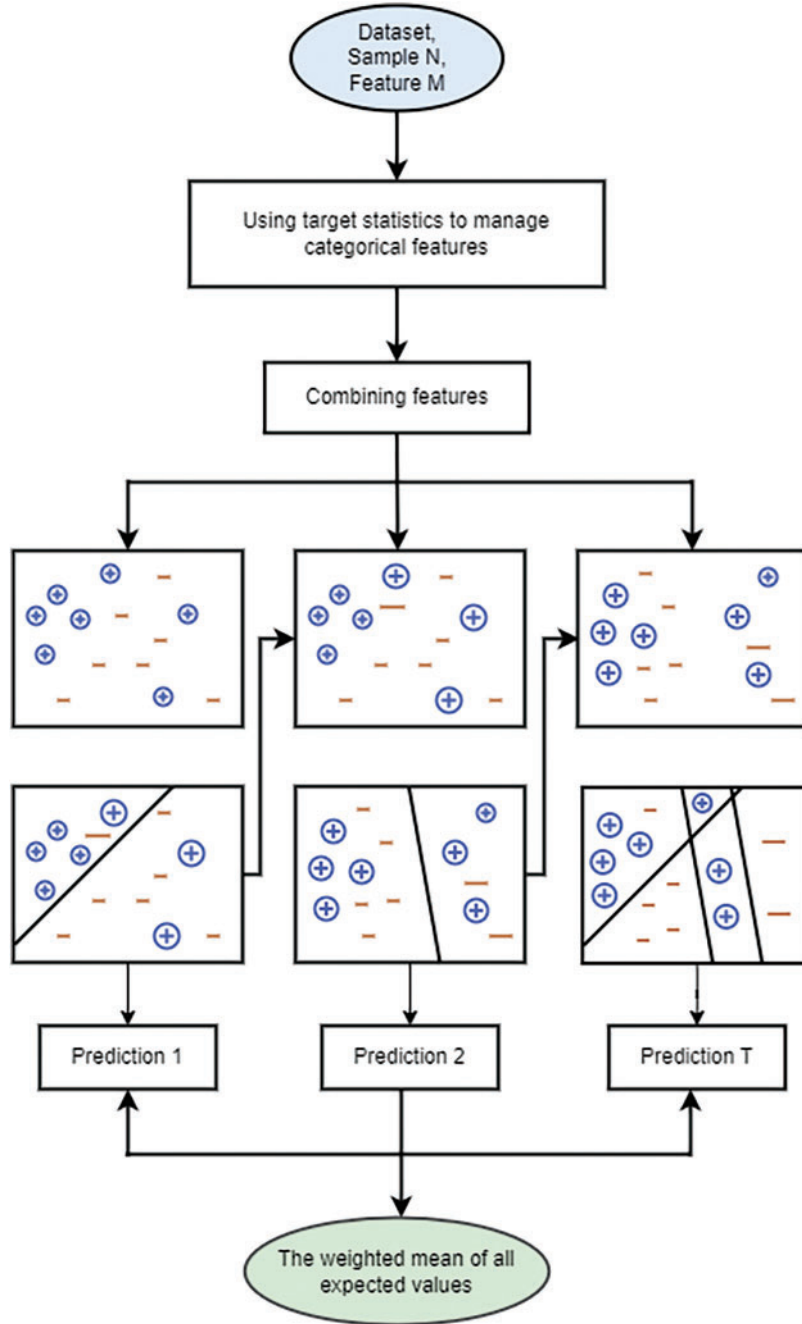 Dataset,
Sample N,
Feature M
Using target statistics to manage
categorical features
Combining features
Prediction 1
Prediction 2
Prediction T
The weighted mean of all
expected values